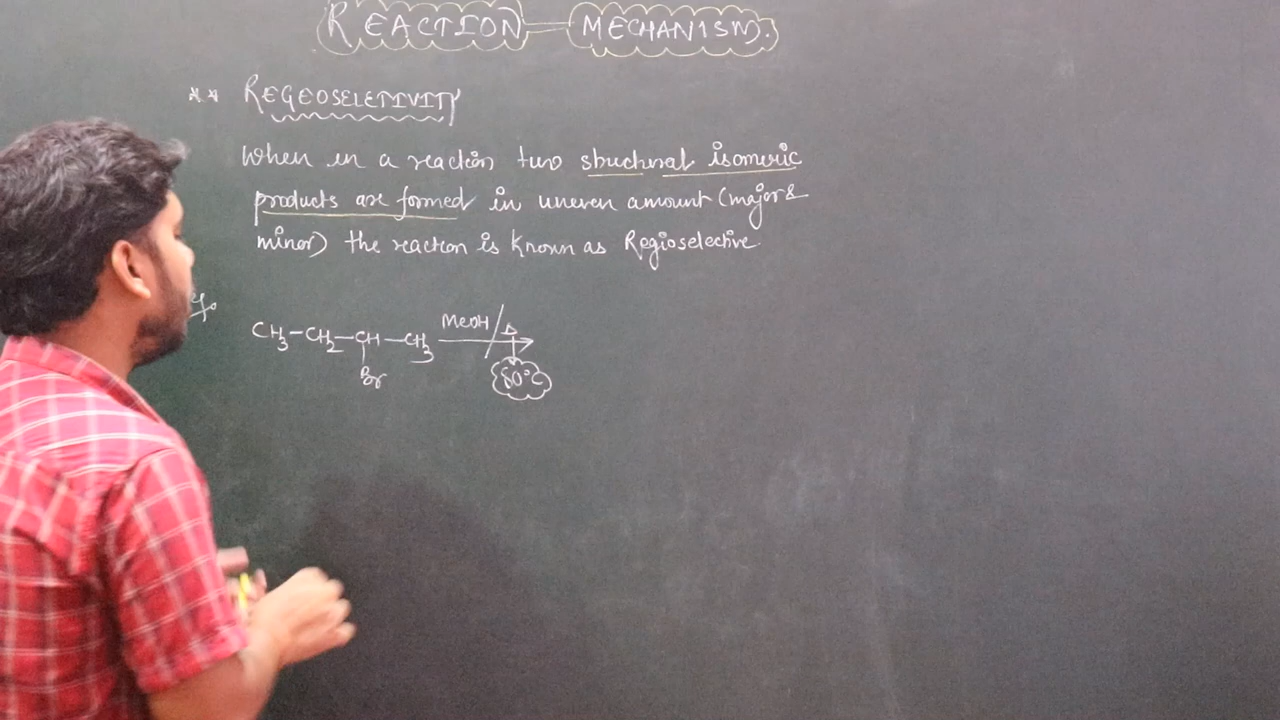 REACTION — MECHANISM.
** REGEOSELETIVITY
When in a reaction two structural isomeric
products are formed in uneven amount (major &
minor) the reaction is known as Regioselective.
CH3-CH2-CH-CH3 MeOH/Δ
Br 80°C